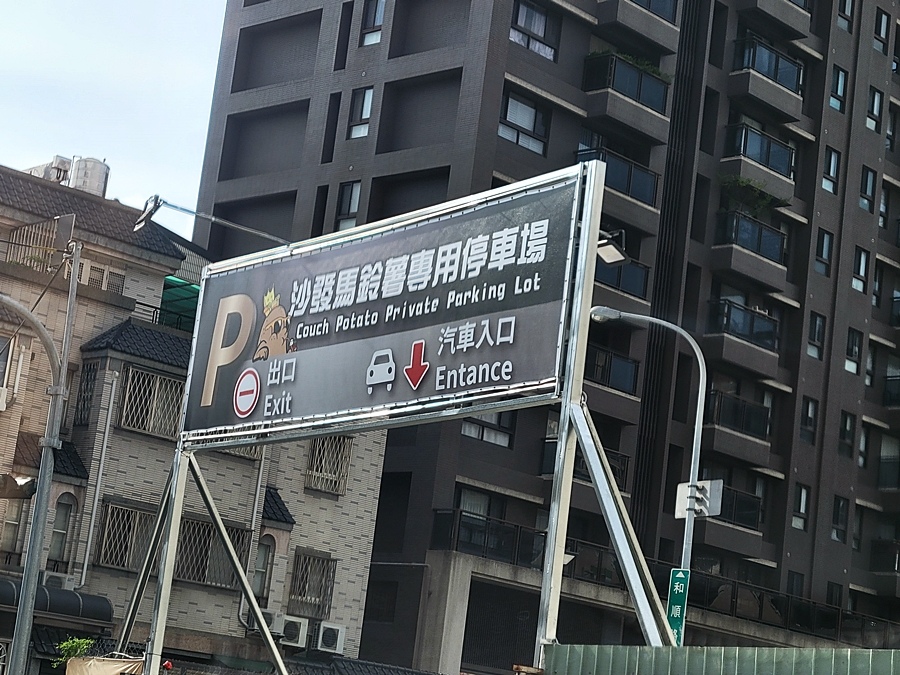 P
沙發馬鈴薯專用停車場
Couch Potato Private Parking Lot
出口
Exit
汽車入口
Entance
和順